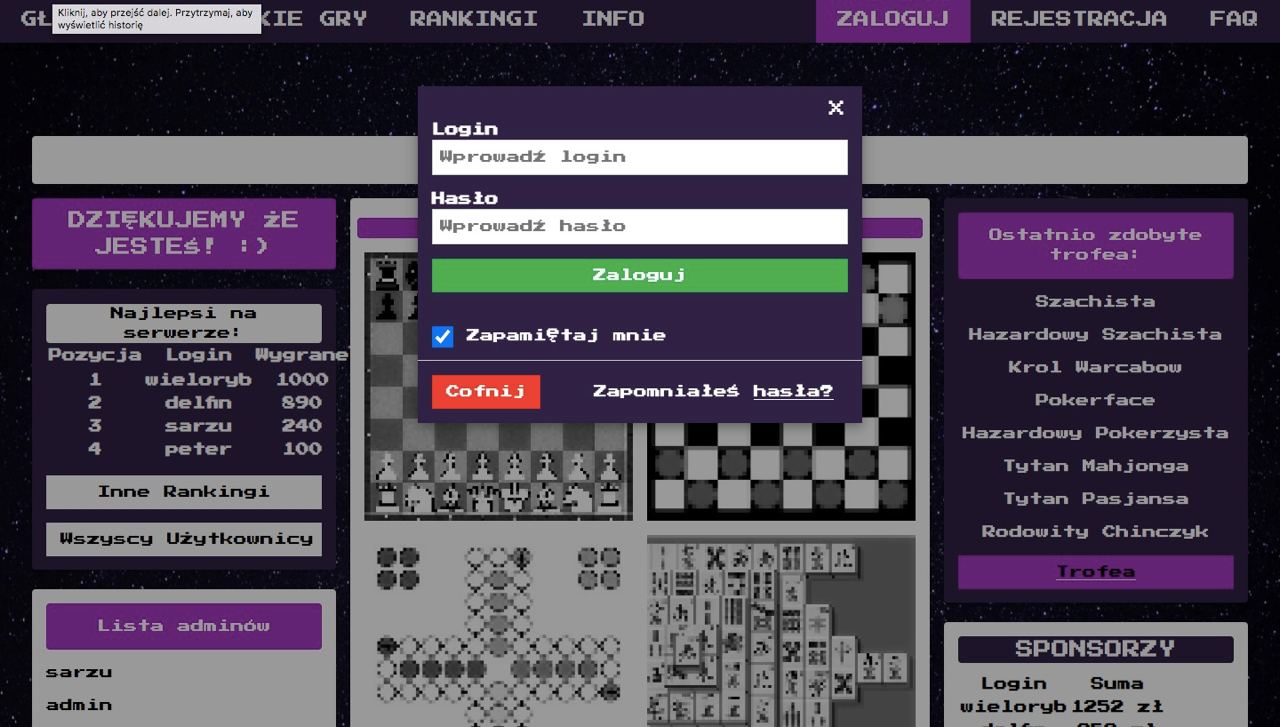 Kliknij, aby przejść dalej. Przytrzymaj, aby
wyświetlić historię
GRY
RANKINGI
INFO
ZALOGUJ
REJESTRACJA
FAQ
X
Login
Wprowadź login
Hasło
Wprowadź hasło
Zaloguj
Zapamiętaj mnie
Cofnij
Zapomniałeś hasła?
DZIĘKUJEMY ŻE
JESTEś! :)
Najlepsi na
serwerze:
Pozycja Login Wygrane
1 wieloryb 1000
2 delfin 890
3 sarzu 240
4 peter 100
Inne Rankingi
Wszyscy Użytkownicy
Lista adminów
sarzu
admin
Ostatnio zdobyte
trofea:
Szachista
Hazardowy Szachista
Krol Warcabow
Pokerface
Hazardowy Pokerzysta
Tytan Mahjonga
Tytan Pasjansa
Rodowity Chinczyk
Trofea
SPONSORZY
Login Suma
wieloryb 1252 zł